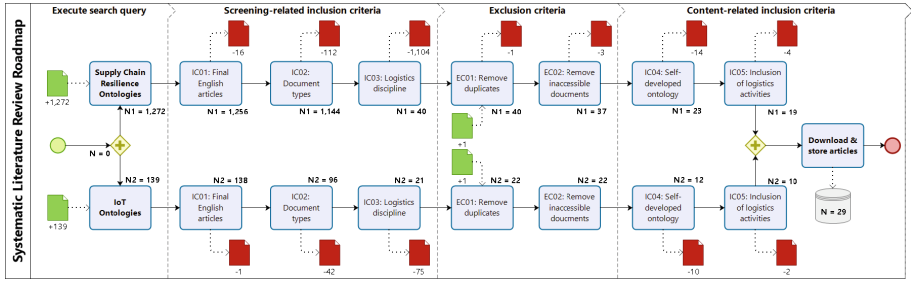 Systematic Literature Review Roadmap
Execute search query
Screening-related inclusion criteria
Exclusion criteria
Content-related inclusion criteria
-16
-112
-1,104
-1
-3
-14
-4
+1,272
Supply Chain
Resilience
Ontologies
IC01: Final
English
articles
IC02:
Document
types
IC03: Logistics
discipline
EC01: Remove
duplicates
EC02: Remove
inaccessible
doucments
IC04: Self-
developed
ontology
IC05: Inclusion
of logistics
activities
N1 = 1,272
N1 = 1,256
N1 = 1,144
N1 = 40
N1 = 40
N1 = 37
N1 = 23
N1 = 19
+1
N = 0
Download &
store articles
+1
N2 = 139
N2 = 138
N2 = 96
N2 = 21
N2 = 22
N2 = 22
N2 = 12
N2 = 10
+139
IoT
Ontologies
IC01: Final
English
articles
IC02:
Document
types
IC03: Logistics
discipline
EC01: Remove
duplicates
EC02: Remove
inaccessible
doucments
IC04: Self-
developed
ontology
IC05: Inclusion
of logistics
activities
N = 29
-1
-42
-75
-10
-2